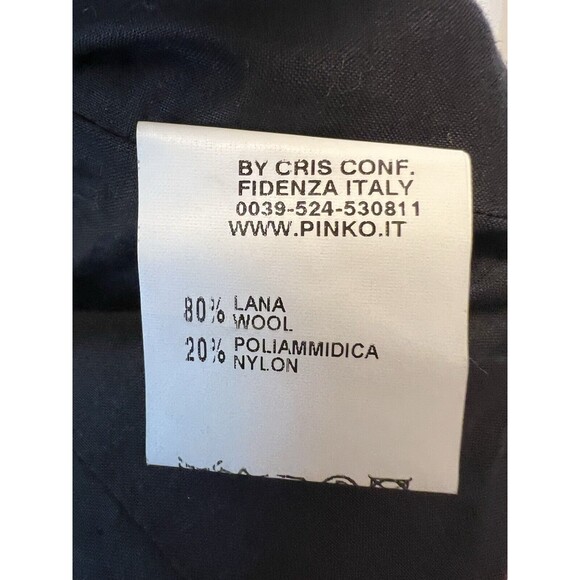 BY CRIS CONF.
FIDENZA ITALY
0039-524-530811
WWW.PINKO.IT
80% LANA
WOOL
20% POLIAMMIDICA
NYLON